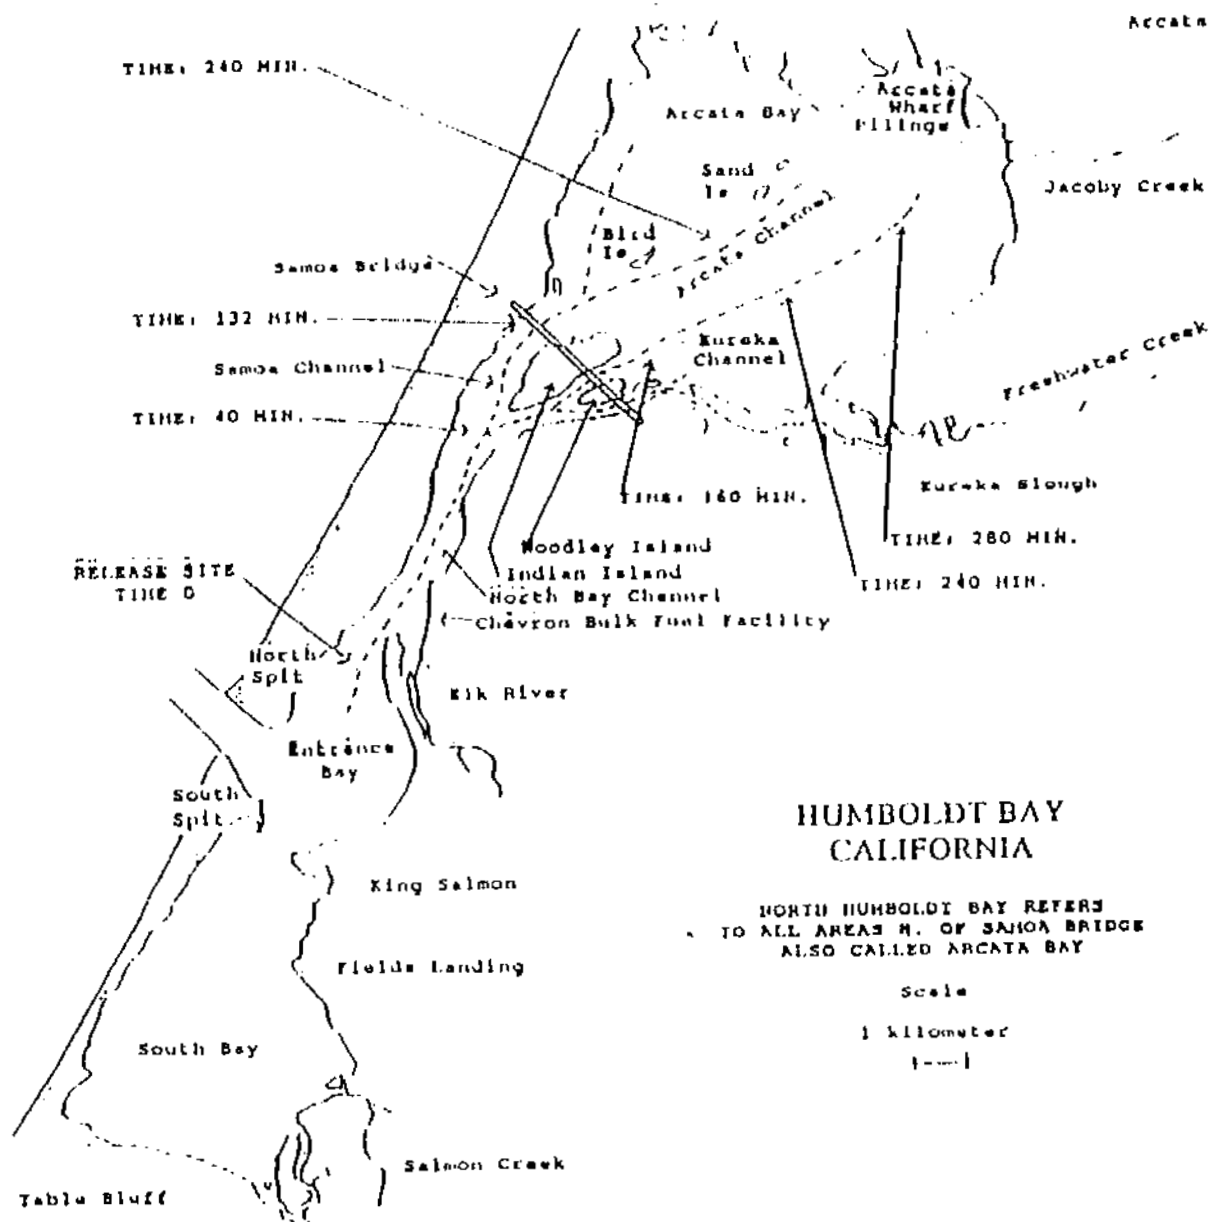 Arcata
TIME: 240 MIN.
Arcata
Wharf
Pilings
Arcata Bay
Sand
Is
Jacoby Creek
Bird
Is
Arcata Channel
Samoa Bridge
TIME: 132 MIN.
Eureka
Channel
Freshwater Creek
Samoa Channel
TIME: 40 MIN.
TIME: 160 MIN.
Eureka Slough
TIME: 280 MIN.
Woodley Island
Indian Island
TIME: 240 MIN.
RELEASE SITE
TIME 0
North Bay Channel
Chevron Bulk Fuel Facility
North
Spit
Elk River
Entrance
Bay
South
Spit
HUMBOLDT BAY
CALIFORNIA
King Salmon
NORTH HUMBOLDT BAY REFERS
TO ALL AREAS N. OF SAMOA BRIDGE
ALSO CALLED ARCATA BAY
Fields Landing
Scale
1 kilometer
South Bay
Salmon Creek
Table Bluff